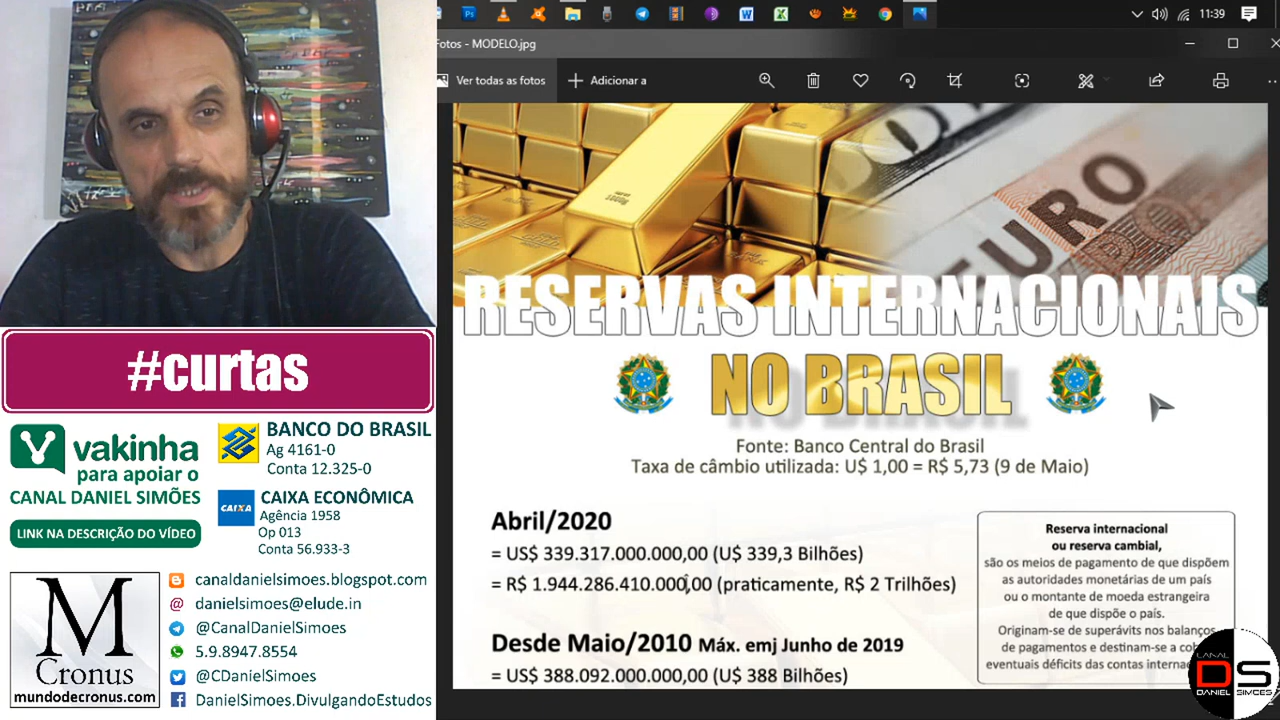 11:39
Fotos - MODELO.jpg
Ver todas as fotos
Adicionar a
EURO
RESERVAS INTERNACIONAIS
NO BRASIL
Fonte: Banco Central do Brasil
Taxa de câmbio utilizada: U$ 1,00 = R$ 5,73 (9 de Maio)
Abril/2020
= US$ 339.317.000.000,00 (U$ 339,3 Bilhões)
= R$ 1.944.286.410.000,00 (praticamente, R$ 2 Trilhões)
Desde Maio/2010 Máx. emj Junho de 2019
= US$ 388.092.000.000,00 (U$ 388 Bilhões)
Reserva internacional
ou reserva cambial,
são os meios de pagamento de que dispõem
as autoridades monetárias de um país
ou o montante de moeda estrangeira
de que dispõe o país.
Originam-se de superávits nos balanços
de pagamentos e destinam-se a
eventuais déficits das contas
CANAL
DS
DANIEL SIMÕES
#curtas
vakinha
para apoiar o
CANAL DANIEL SIMÕES
LINK NA DESCRIÇÃO DO VÍDEO
BANCO DO BRASIL
Ag 4161-0
Conta 12.325-0
CAIXA
CAIXA ECONÔMICA
Agência 1958
Op 013
Conta 56.933-3
M
Cronus
mundodecronus.com
canaldanielsimoes.blogspot.com
@ danielsimoes@elude.in
@CanalDanielSimoes
5.9.8947.8554
@CDanielSimoes
DanielSimoes.DivulgandoEstudos